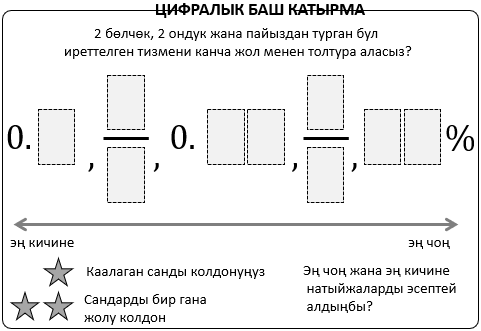 ЦИФРАЛЫК БАШ КАТЫРМА
2 бөлчөк, 2 ондук жана пайыздан турган бул
иреттелген тизмени канча жол менен толтура аласыз?
0. , , 0. , , %
эң кичине
эң чоң
Каалаган санды колдонуңуз
Сандарды бир гана
жолу колдон
Эң чоң жана эң кичине
натыйжаларды эсептей
алдыңбы?